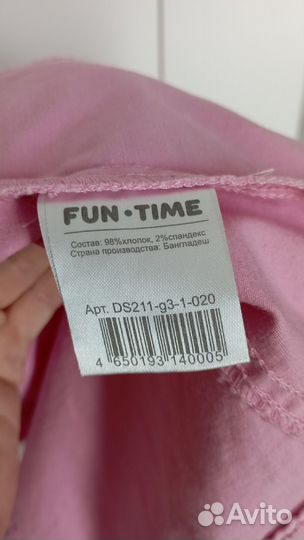 FUN•TIME
Состав: 98%хлопок, 2%спандекс
Страна производства: Бангладеш
Арт. DS211-g3-1-020
4 650193 140005
Avito